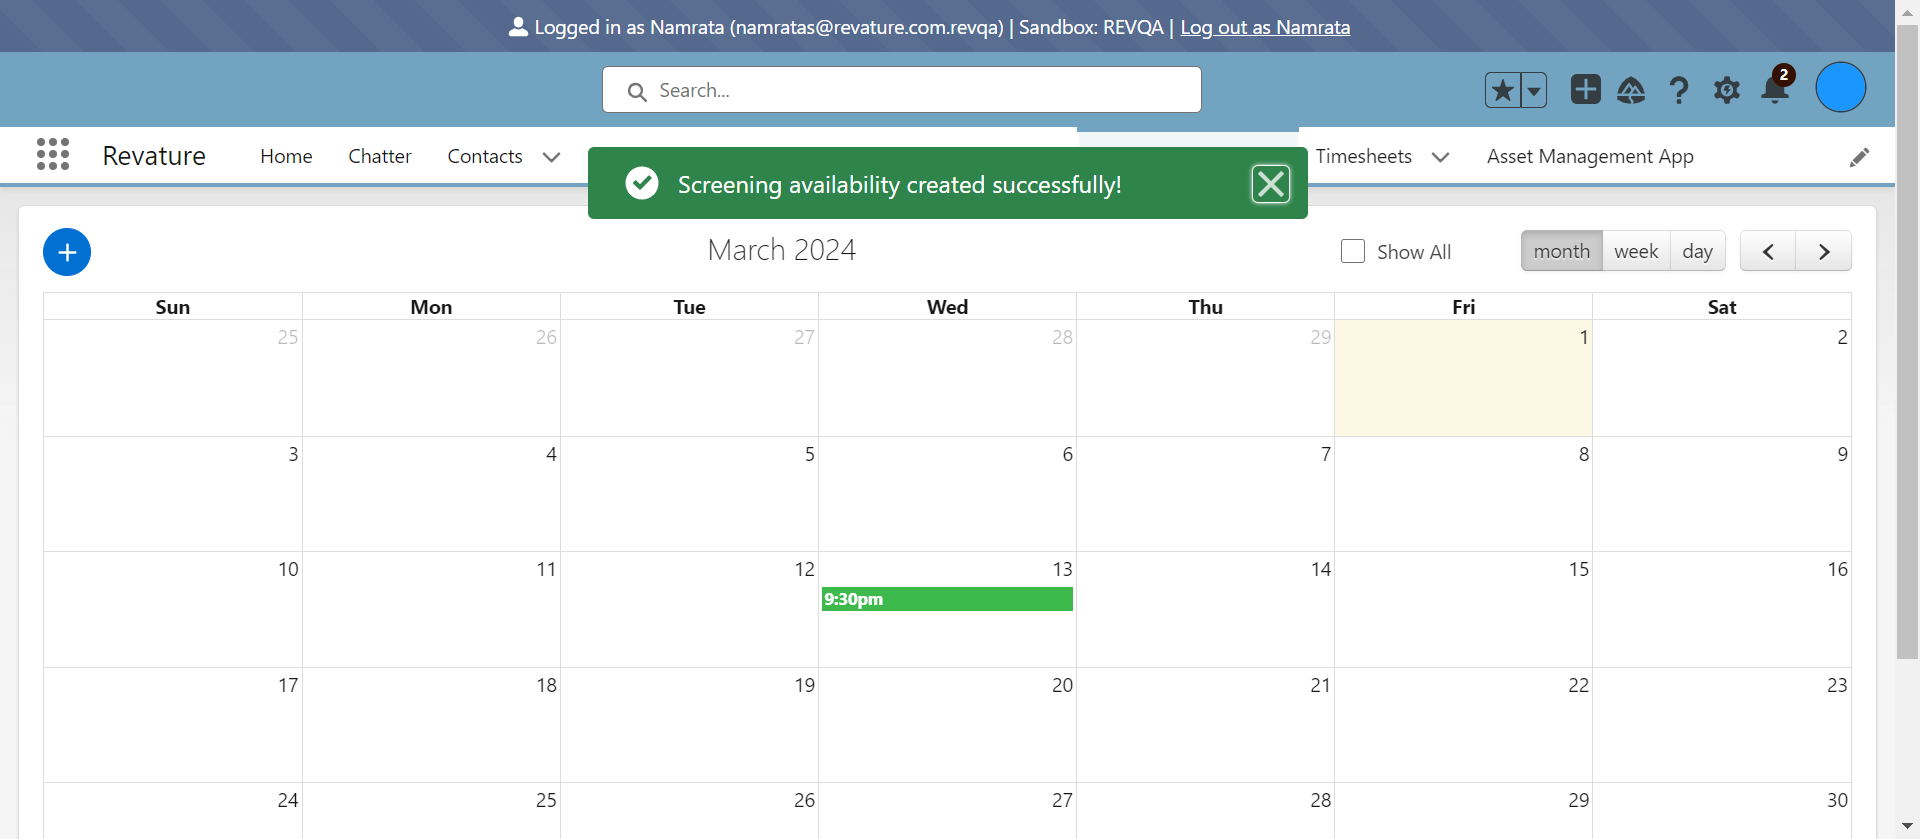 Logged in as Namrata (namratas@revature.com.revqa) | Sandbox: REVQA | Log out as Namrata
Search...
2
Revature Home Chatter Contacts Timesheets Asset Management App
Screening availability created successfully!
March 2024 Show All month week day
Sun Mon Tue Wed Thu Fri Sat
25 26 27 28 29 1 2
3 4 5 6 7 8 9
10 11 12 13 14 15 16
9:30pm
17 18 19 20 21 22 23
24 25 26 27 28 29 30